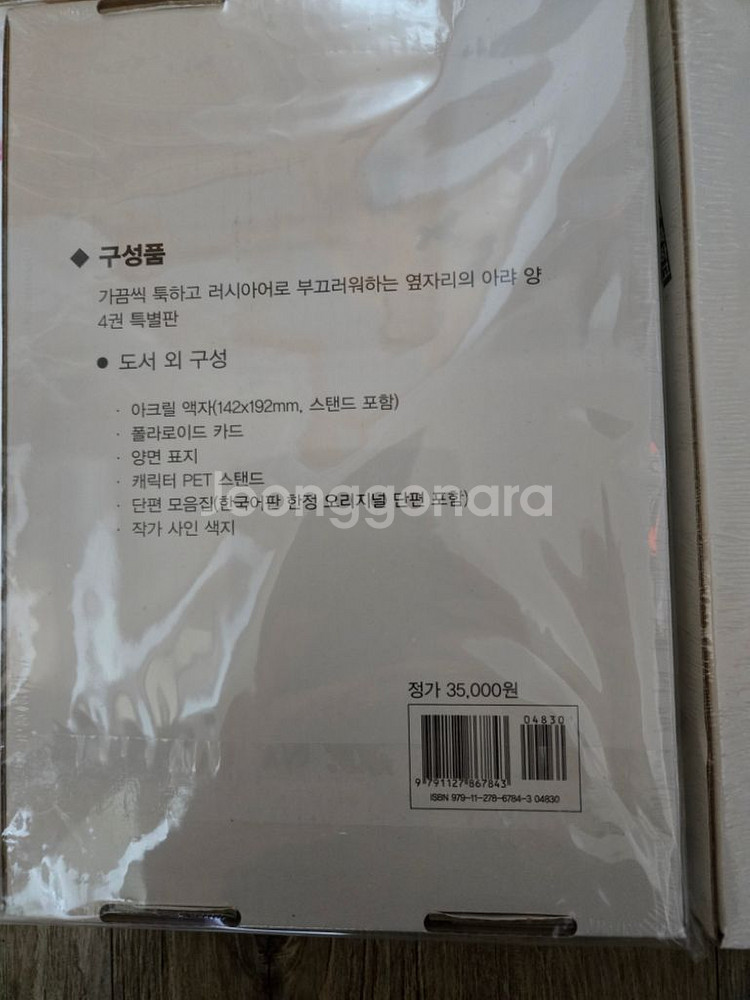 ◆ 구성품
가끔씩 툭하고 러시아어로 부끄러워하는 옆자리의 아랴 양
4권 특별판
● 도서 외 구성
· 아크릴 액자(142x192mm, 스탠드 포함)
· 폴라로이드 카드
· 양면 표지
· 캐릭터 PET 스탠드
· 단편 모음집(한국어판 한정 오리지널 단편 포함)
· 작가 사인 색지
Joonggonara
정가 35,000원
04830
9 791127 867843
ISBN 979-11-278-6784-3 04830